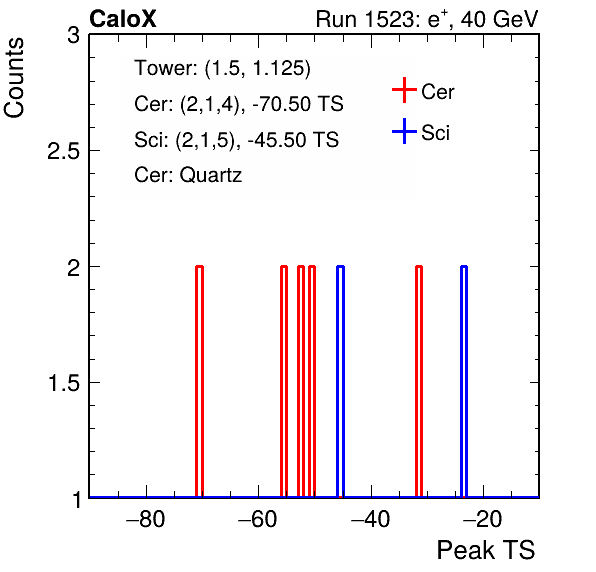 CaloX Run 1523: e+, 40 GeV
Counts
3
2.5
2
1.5
1
Tower: (1.5, 1.125)
Cer: (2,1,4), -70.50 TS
Sci: (2,1,5), -45.50 TS
Cer: Quartz
Cer
Sci
−80 −60 −40 −20
Peak TS